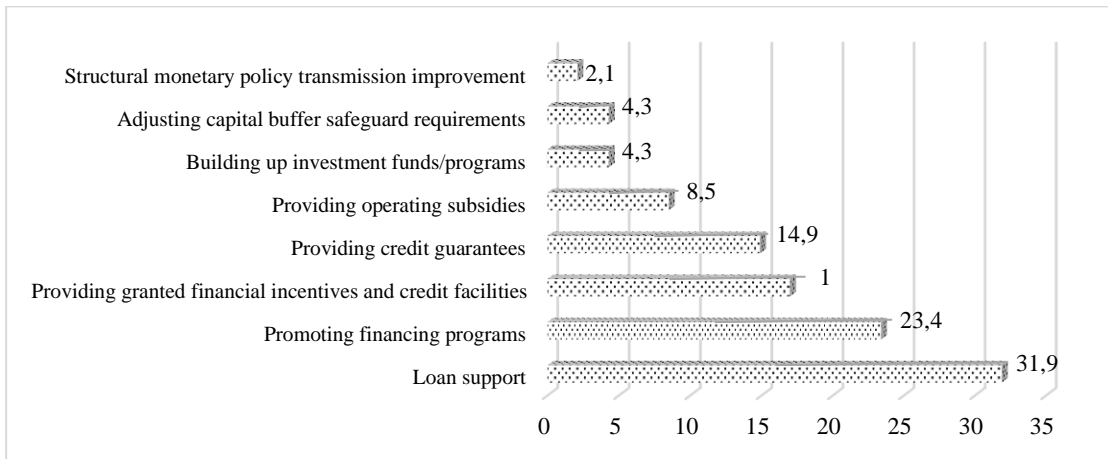 Structural monetary policy transmission improvement 2,1
Adjusting capital buffer safeguard requirements 4,3
Building up investment funds/programs 4,3
Providing operating subsidies 8,5
Providing credit guarantees 14,9
Providing granted financial incentives and credit facilities 1
Promoting financing programs 23,4
Loan support 31,9
0 5 10 15 20 25 30 35